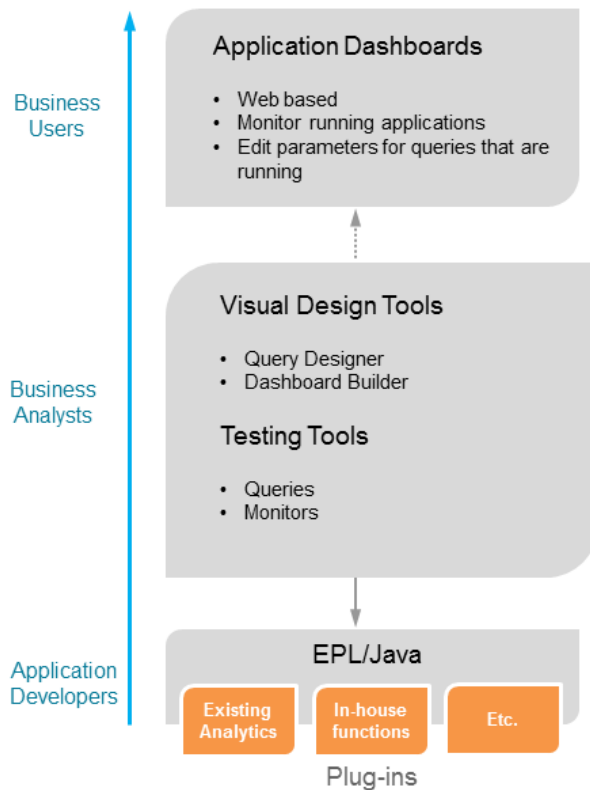 Application Dashboards
Business
Users
• Web based
• Monitor running applications
• Edit parameters for queries that are
running
Visual Design Tools
• Query Designer
• Dashboard Builder
Business
Analysts
Testing Tools
• Queries
• Monitors
EPL/Java
Application
Developers
Existing
Analytics
In-house
functions
Etc.
Plug-ins